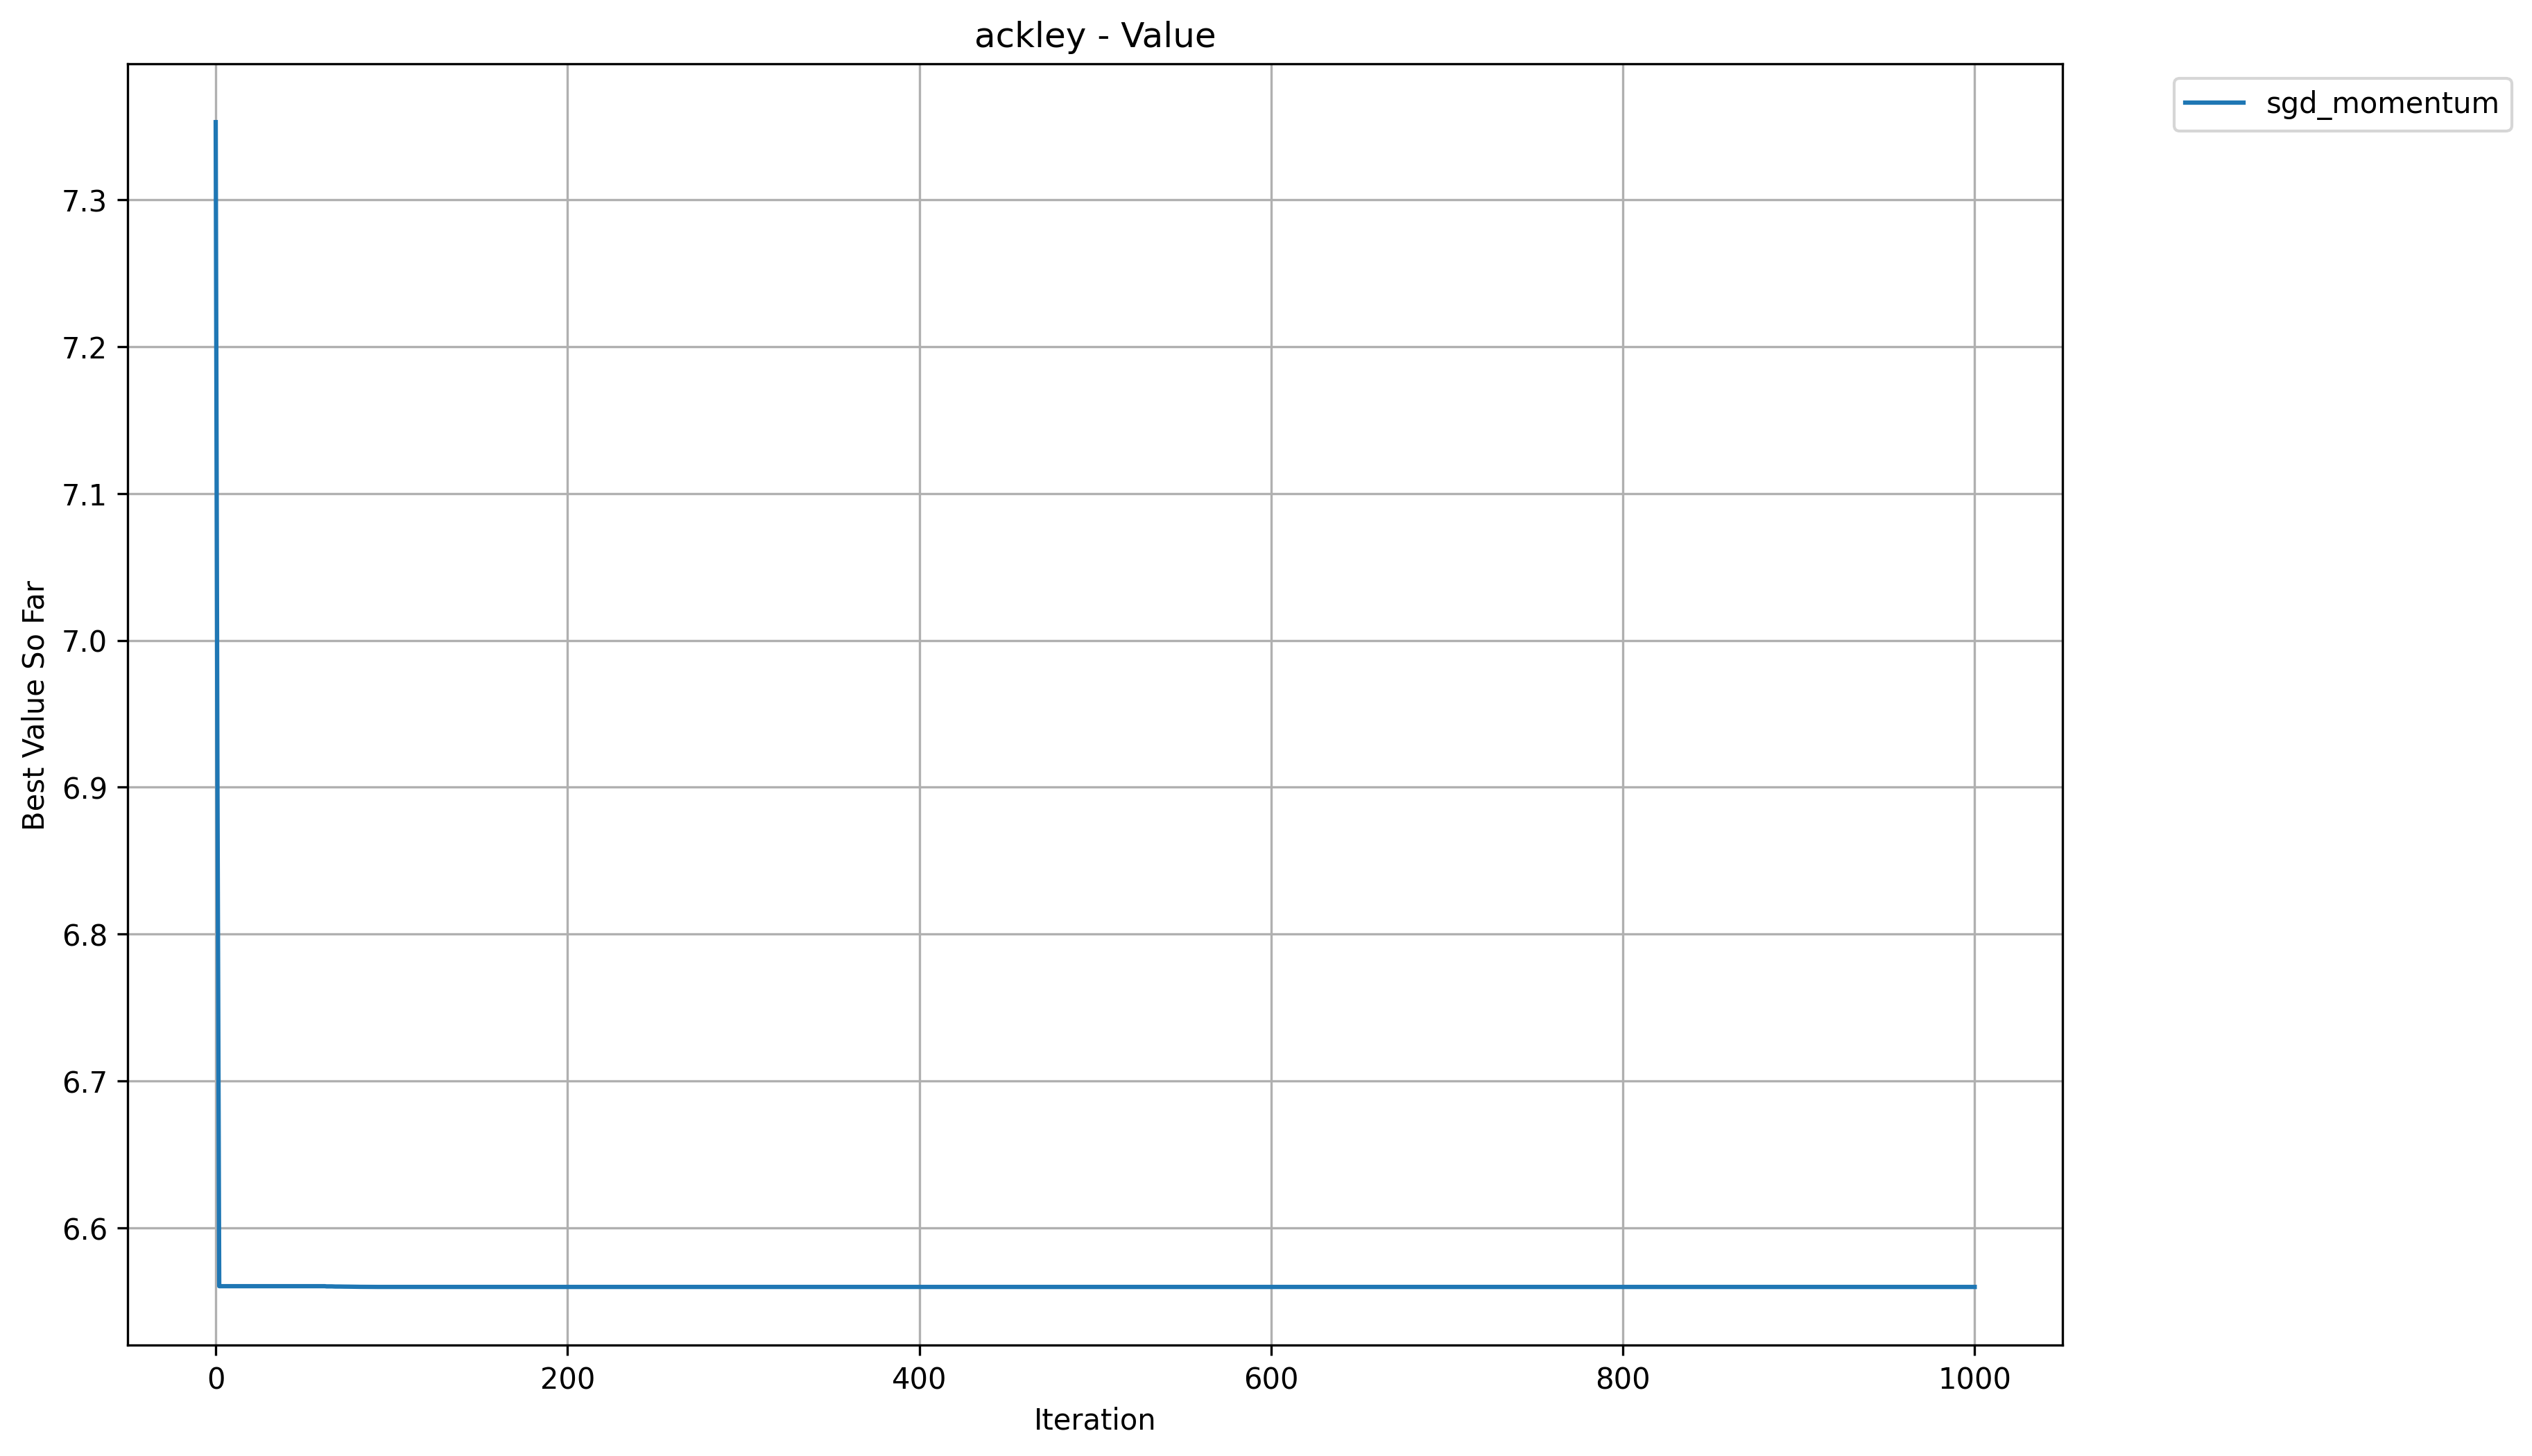 ackley - Value
sgd_momentum
Best Value So Far
7.3
7.2
7.1
7.0
6.9
6.8
6.7
6.6
0 200 400 600 800 1000
Iteration